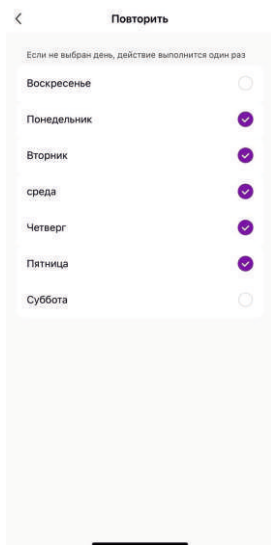 Повторить
Если не выбран день, действие выполнится один раз
Воскресенье
Понедельник
Вторник
среда
Четверг
Пятница
Суббота